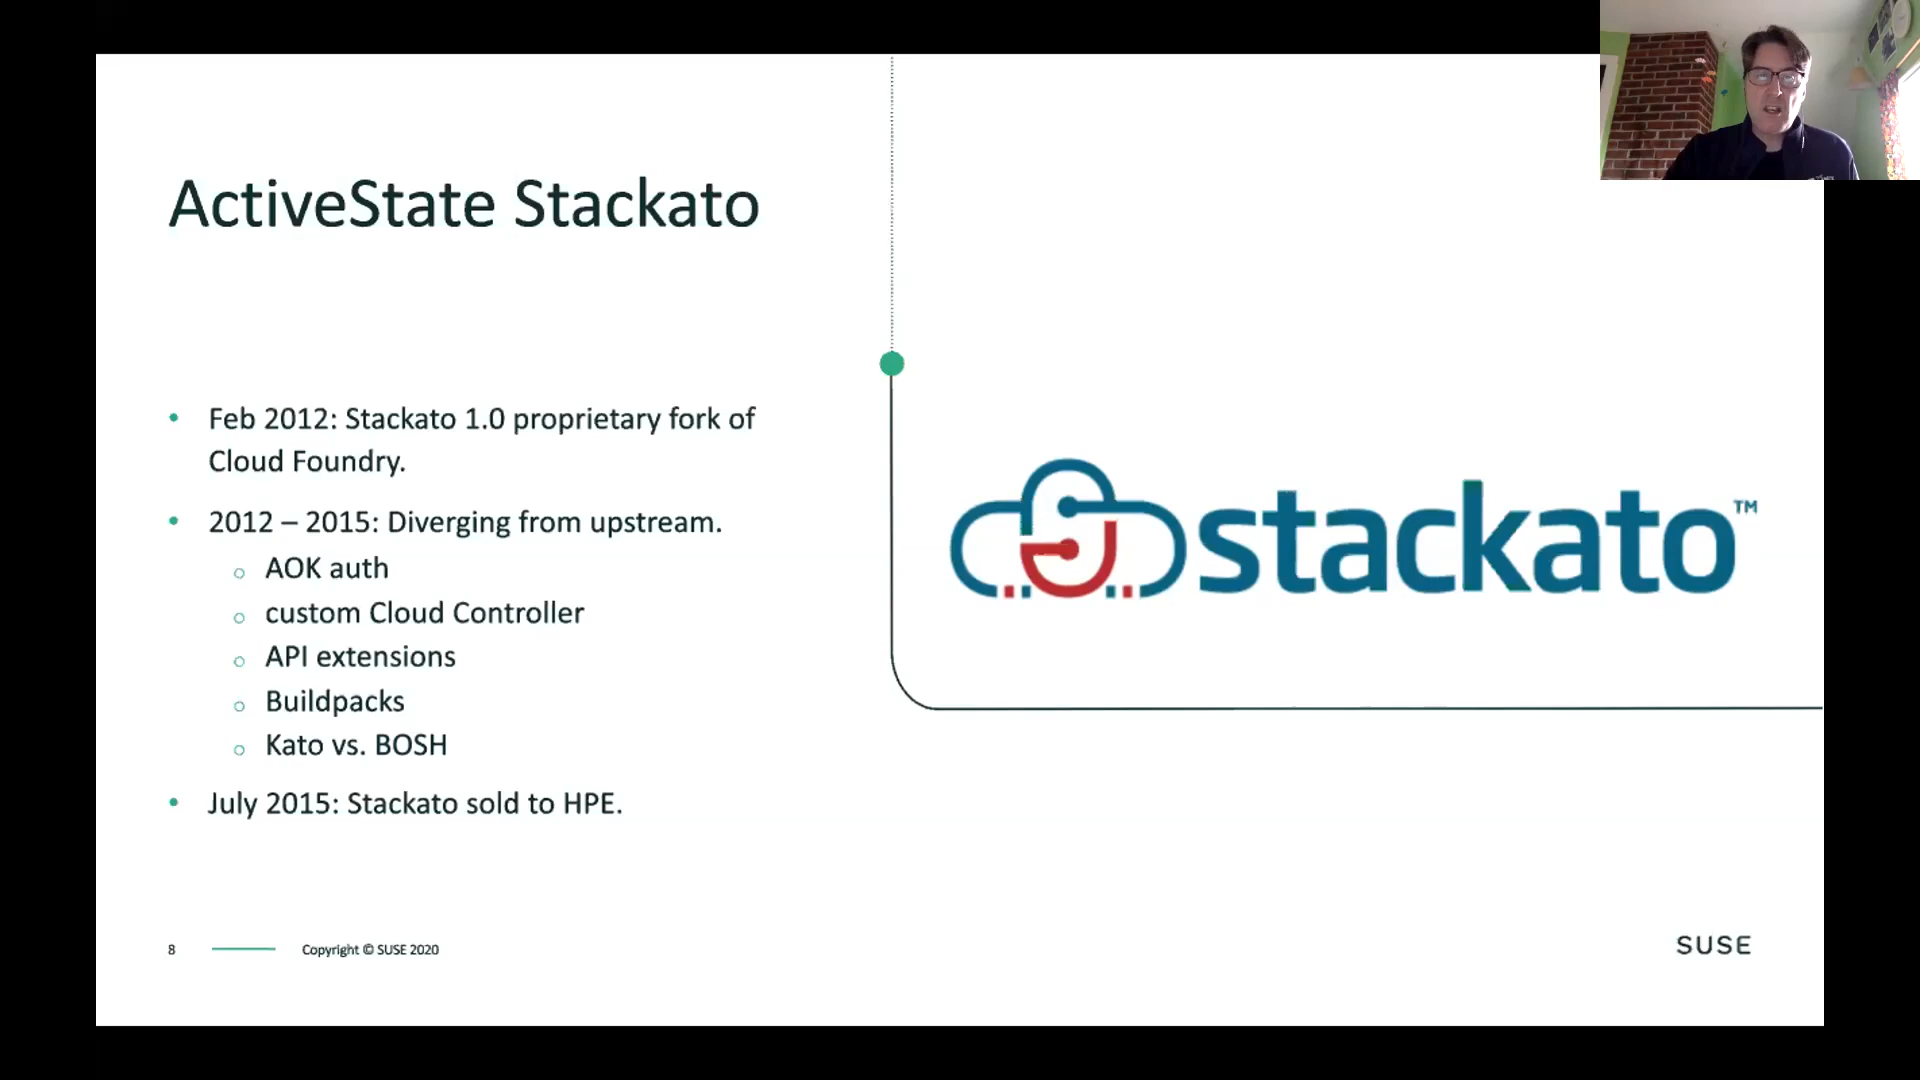 ActiveState Stackato
• Feb 2012: Stackato 1.0 proprietary fork of
Cloud Foundry.
• 2012 – 2015: Diverging from upstream.
○ AOK auth
○ custom Cloud Controller
○ API extensions
○ Buildpacks
○ Kato vs. BOSH
• July 2015: Stackato sold to HPE.
stackato™
8
Copyright © SUSE 2020
SUSE